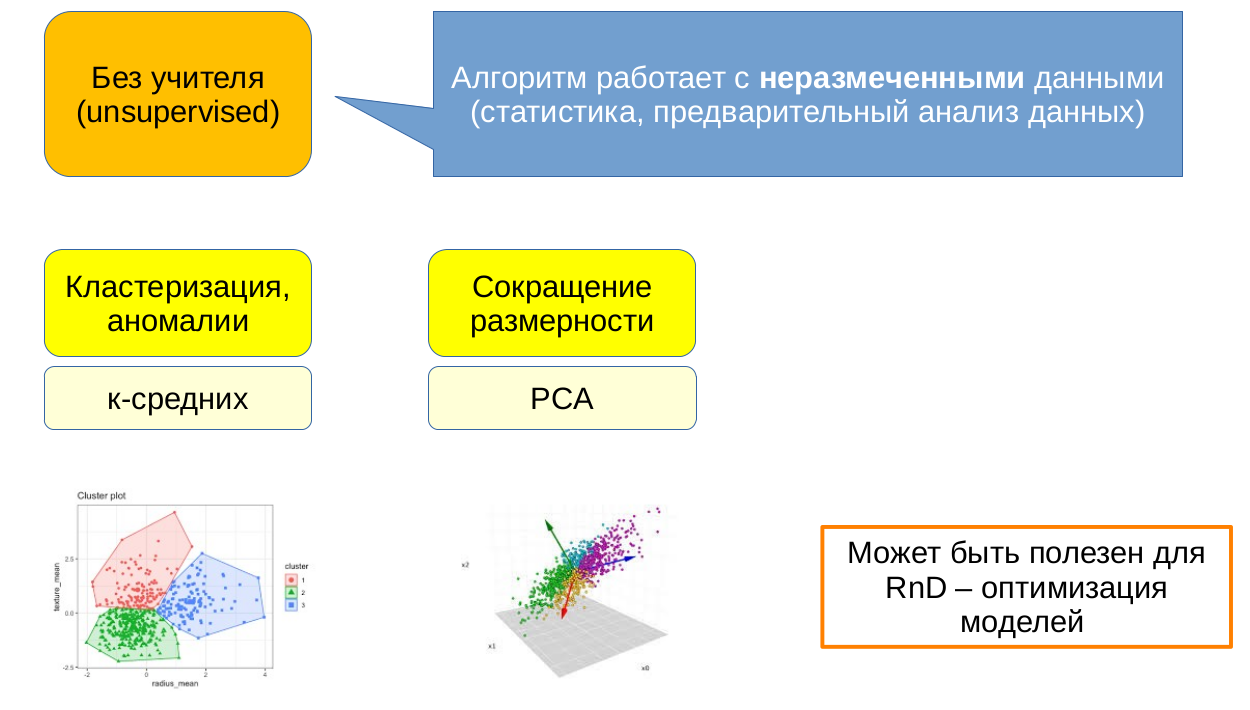 Без учителя
(unsupervised)
Алгоритм работает с неразмеченными данными
(статистика, предварительный анализ данных)
Кластеризация,
аномалии
Сокращение
размерности
к-средних
PCA
Cluster plot
2.5
0.0
-2.5
texture_mean
-2
0
2
4
radius_mean
cluster
1
2
3
x2
x1
x0
Может быть полезен для
RnD – оптимизация
моделей